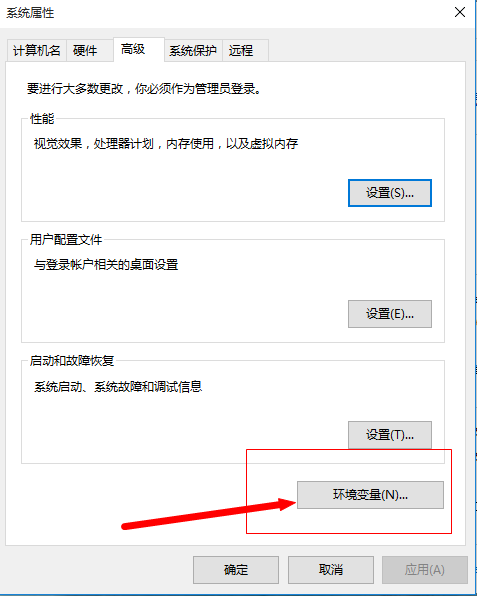 系统属性
计算机名 硬件 高级 系统保护 远程
要进行大多数更改，你必须作为管理员登录。
性能
视觉效果，处理器计划，内存使用，以及虚拟内存
设置(S)...
用户配置文件
与登录帐户相关的桌面设置
设置(E)...
启动和故障恢复
系统启动、系统故障和调试信息
设置(T)...
环境变量(N)...
确定 取消 应用(A)